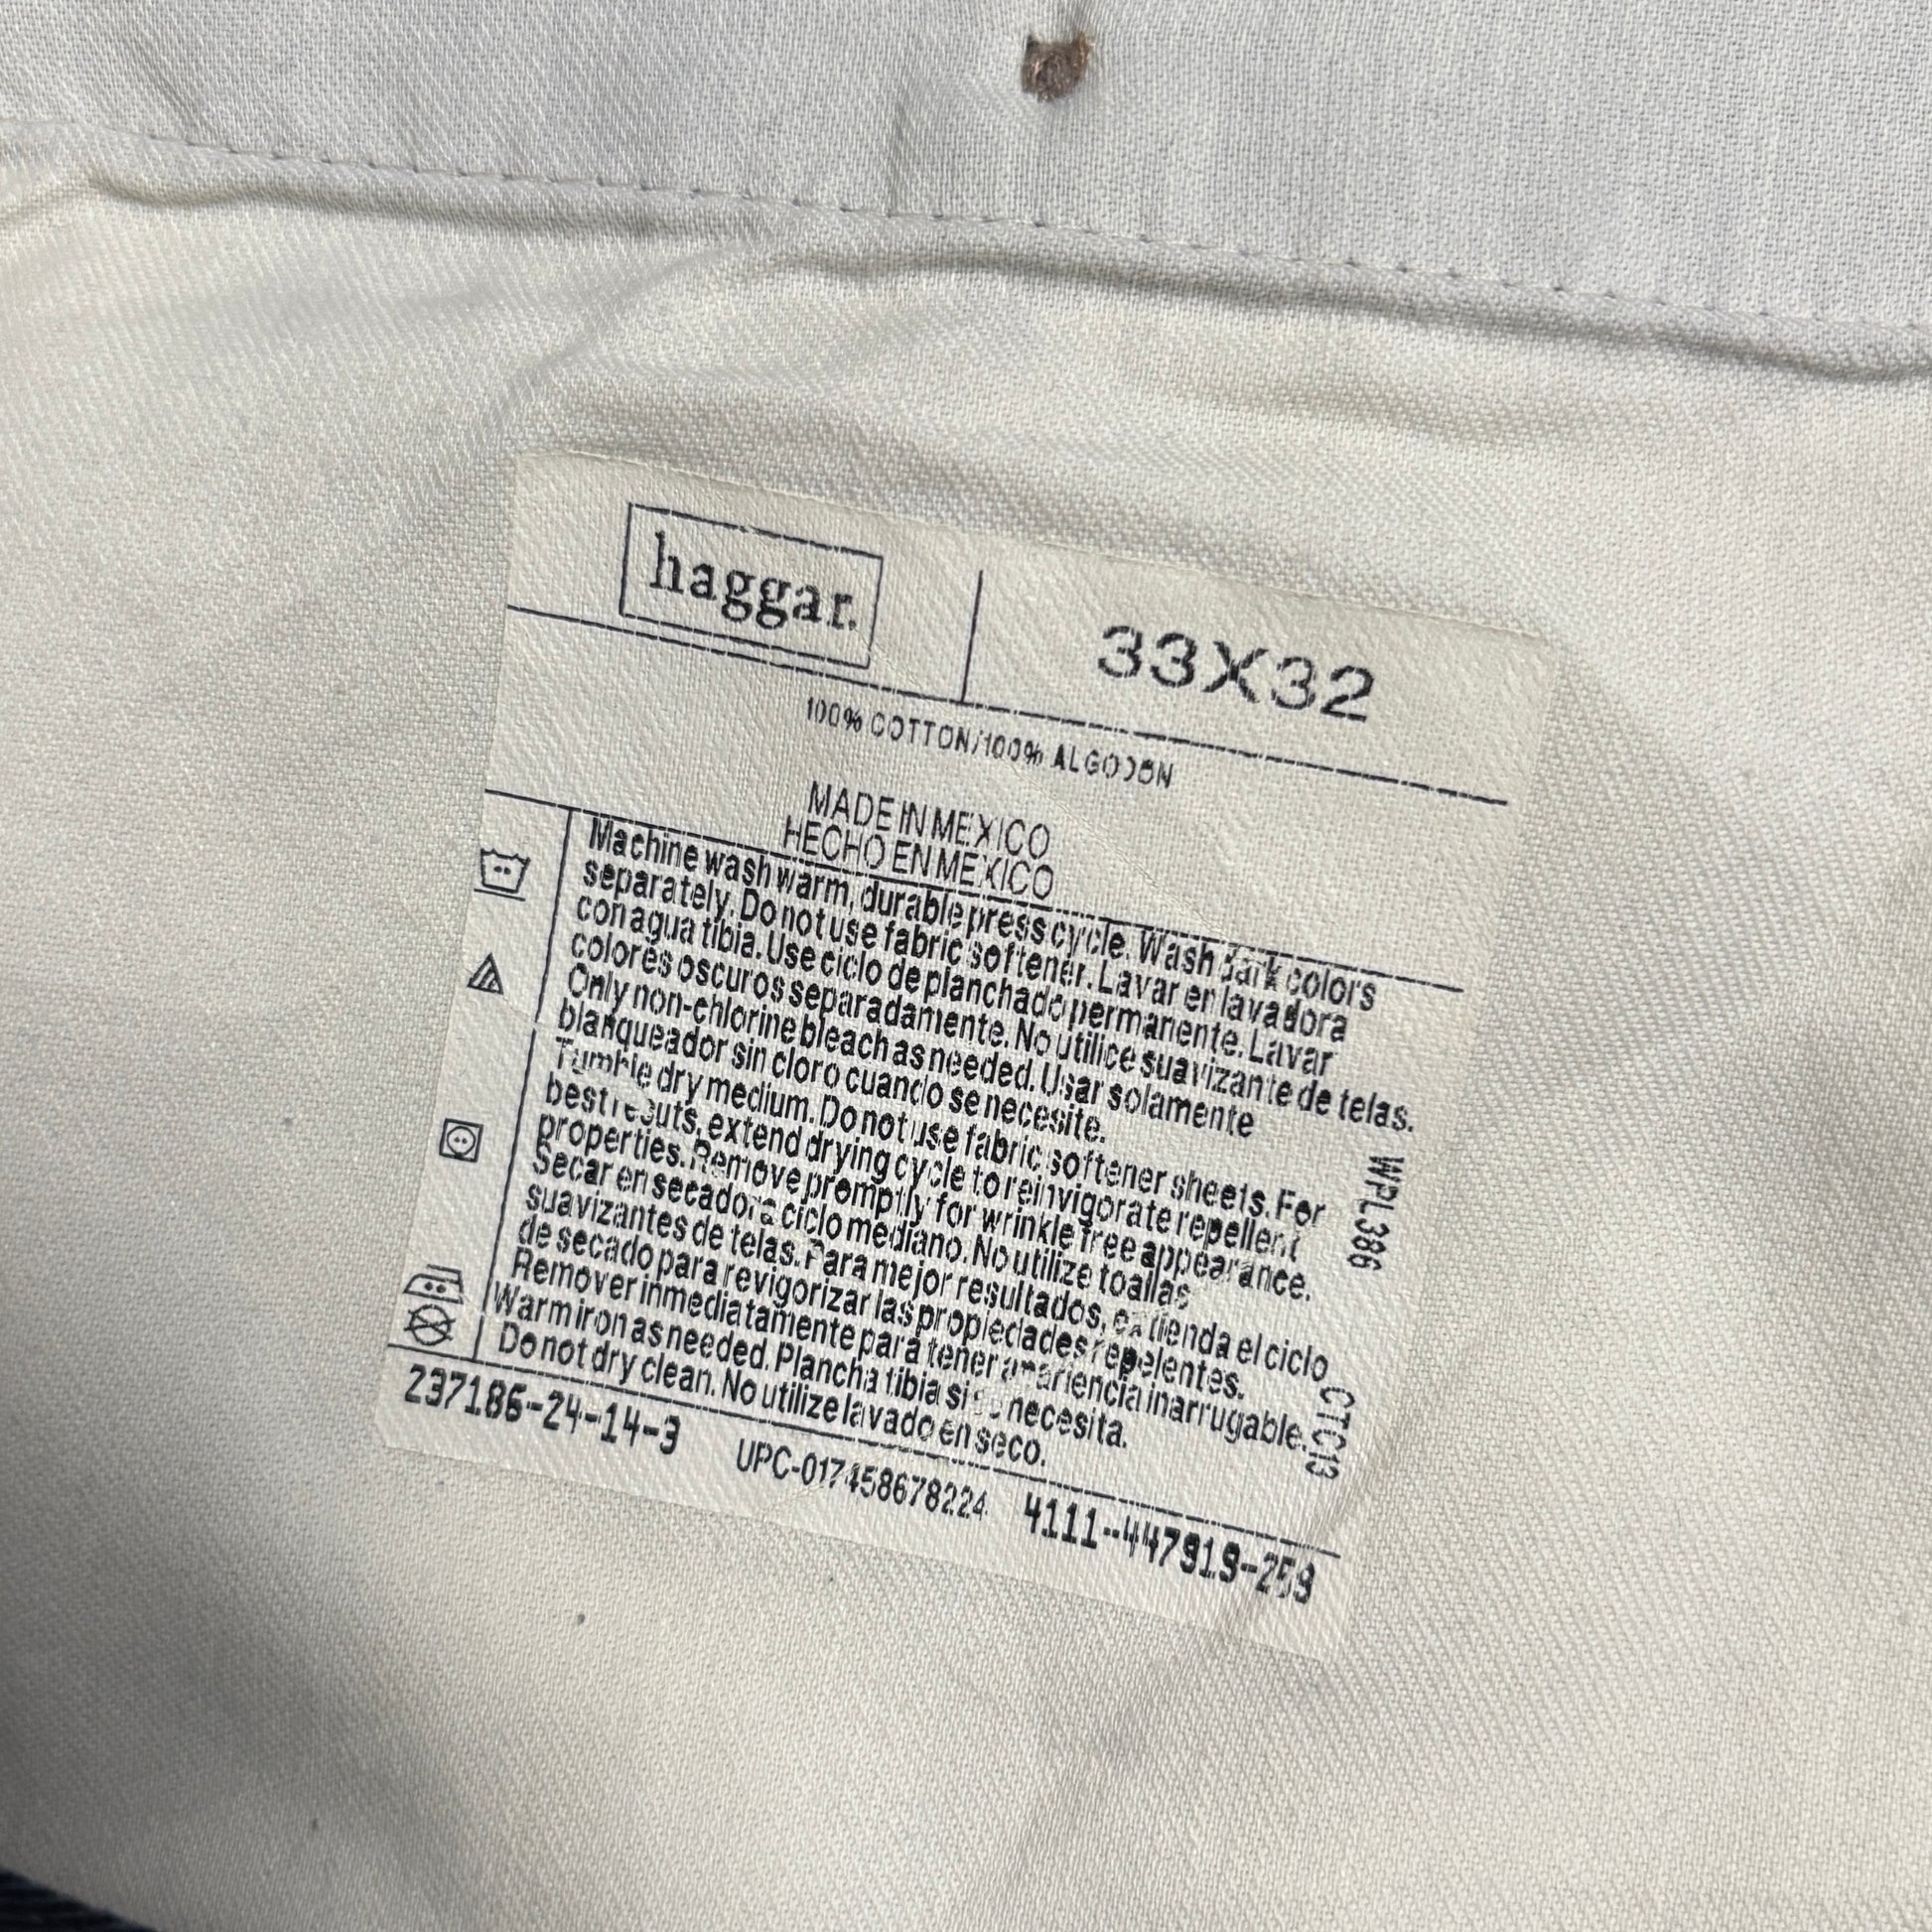 haggar.
33X32
100% COTTON/100% ALGODON
MADE IN MEXICO
HECHO EN MEXICO
Machine wash warm, durable press cycle. Wash dark colors
separately. Do not use fabric softener. Lavar en lavadora
con agua tibia. Use ciclo de planchado permanente. Lavar
colores oscuros separadamente. No utilice suavizante de telas.
Only non-chlorine bleach as needed. Usar solamente
blanqueador sin cloro cuando se necesite.
Tumble dry medium. Do not use fabric softener sheets. For
best resuts, extend drying cycle to reinvigorate repellent
properties. Remove promptly for wrinkle free appearance.
Secar en secadora ciclo mediano. No utilize toallas
suavizantes de telas. Para mejor resultados, extienda el ciclo
de secado para revigorizar las propiedades repelentes.
Remover inmediatamente para tener apariencia inarrugable.
Warm iron as needed. Plancha tibia si se necesita.
Do not dry clean. No utilize lavado en seco.
WPL386
CTC13
237186-24-14-3
UPC-017458678224
4111-447919-259